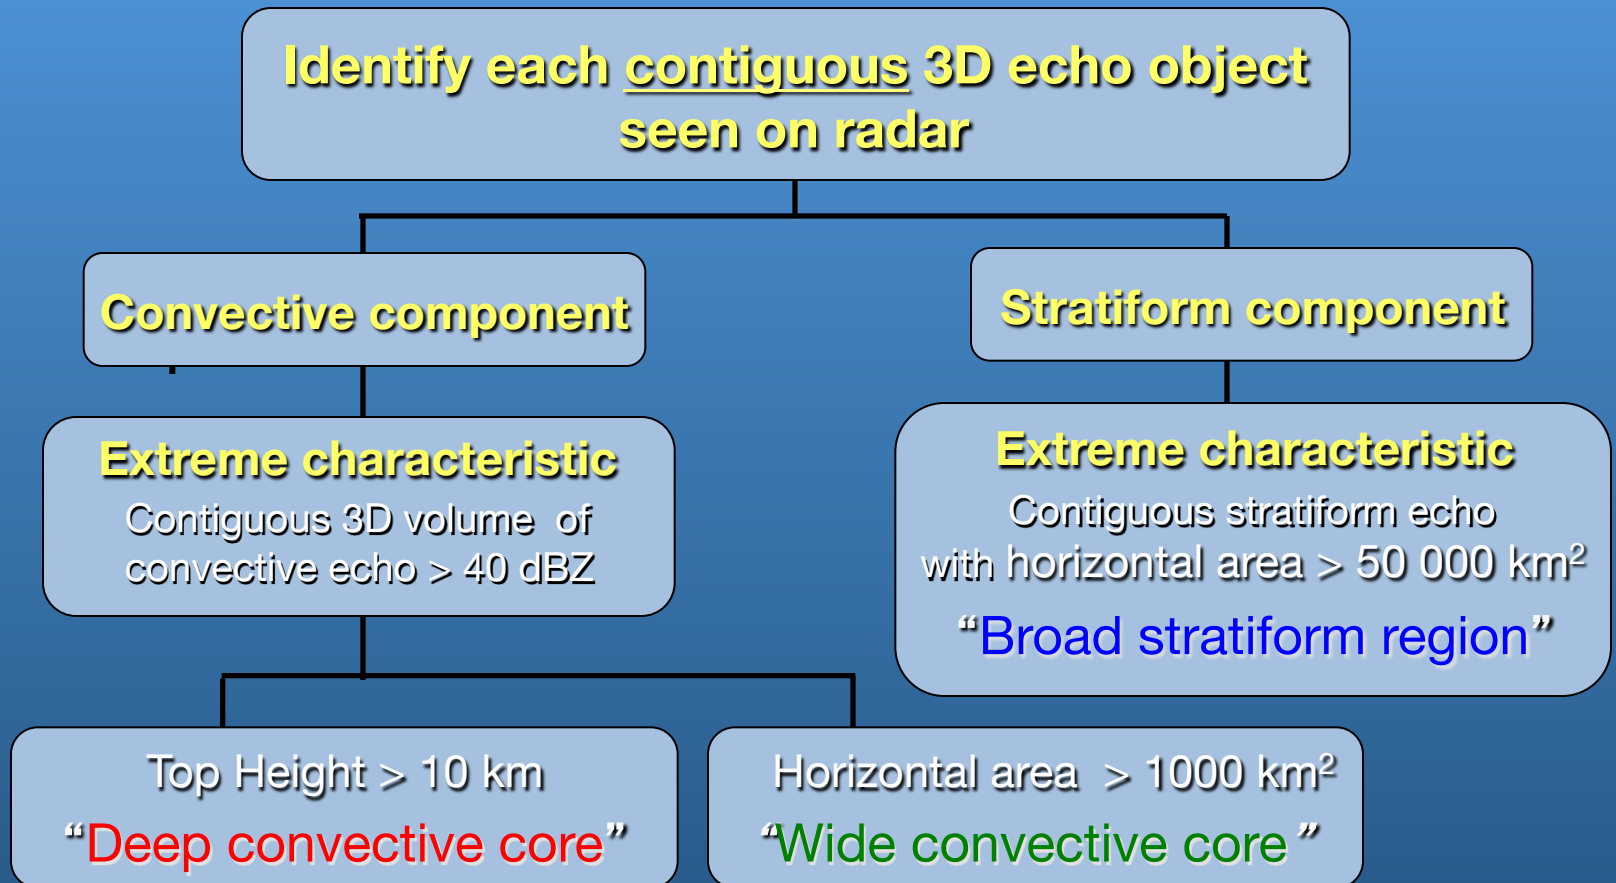 Identify each contiguous 3D echo object
seen on radar
Convective component
Stratiform component
Extreme characteristic
Contiguous 3D volume of
convective echo > 40 dBZ
Extreme characteristic
Contiguous stratiform echo
with horizontal area > 50 000 km²
“Broad stratiform region”
Top Height > 10 km
“Deep convective core”
Horizontal area > 1000 km²
“Wide convective core”